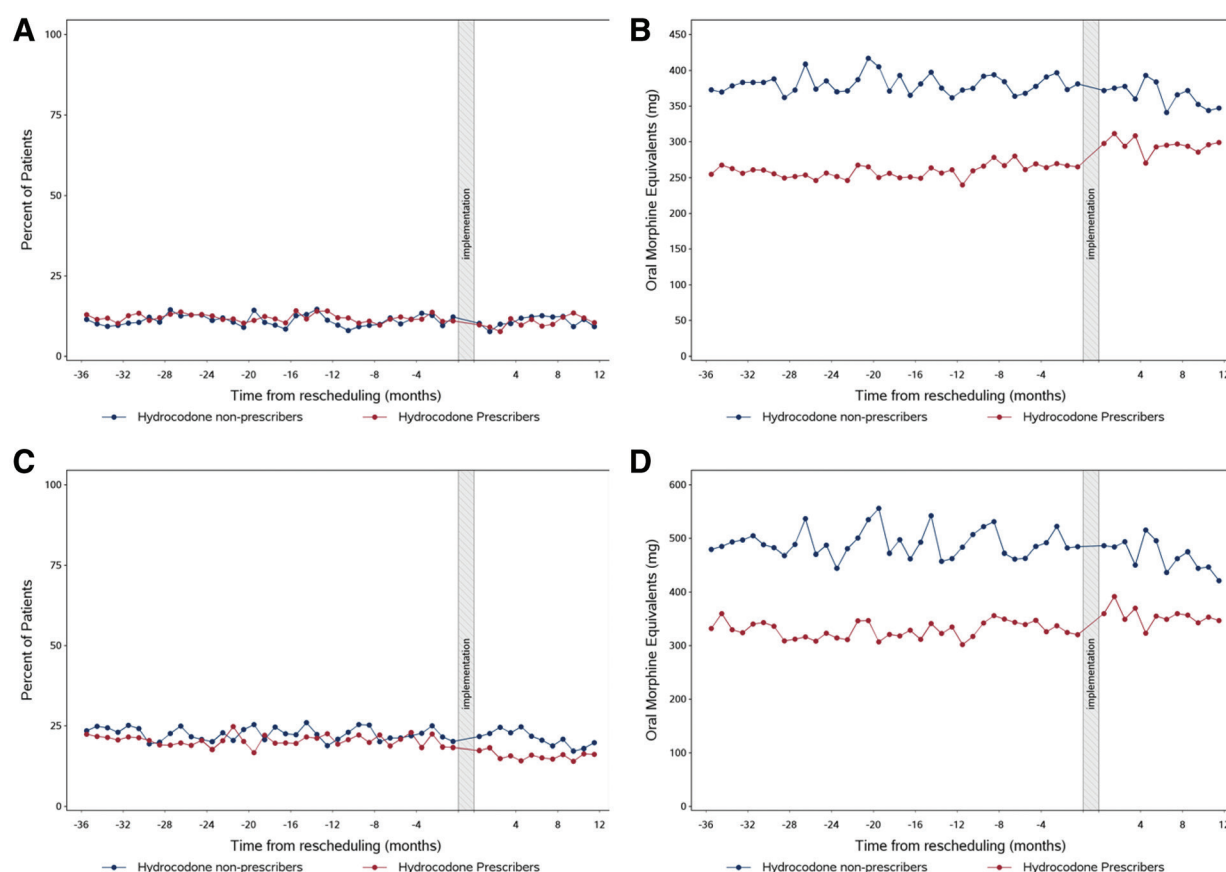 A
100
75
50
25
0
Percent of Patients
implementation
-36 -32 -28 -24 -20 -16 -12 -8 -4 4 8 12
Time from rescheduling (months)
Hydrocodone non-prescribers Hydrocodone Prescribers
B
450
400
350
300
250
200
150
100
50
0
Oral Morphine Equivalents (mg)
implementation
-36 -32 -28 -24 -20 -16 -12 -8 -4 4 8 12
Time from rescheduling (months)
Hydrocodone non-prescribers Hydrocodone Prescribers
C
100
75
50
25
0
Percent of Patients
implementation
-36 -32 -28 -24 -20 -16 -12 -8 -4 4 8 12
Time from rescheduling (months)
Hydrocodone non-prescribers Hydrocodone Prescribers
D
600
500
400
300
200
100
0
Oral Morphine Equivalents (mg)
implementation
-36 -32 -28 -24 -20 -16 -12 -8 -4 4 8 12
Time from rescheduling (months)
Hydrocodone non-prescribers Hydrocodone Prescribers